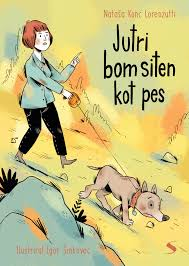 Nataša Konc Lorenzutti
Jutri
bom siten
kot pes
Ilustriral Igor Šinkovec
S